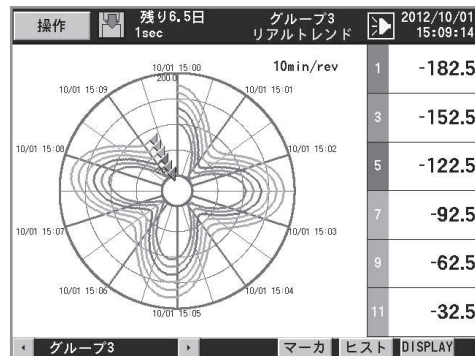 操作
残り6.5日
1sec
グループ3
リアルトレンド
2012/10/01
15:09:14
10min/rev
10/01 15:00
200.0
10/01 15:01
10/01 15:02
10/01 15:03
10/01 15:04
10/01 15:05
10/01 15:06
10/01 15:07
10/01 15:08
10/01 15:09
1 -182.5
3 -152.5
5 -122.5
7 -92.5
9 -62.5
11 -32.5
グループ3
マーカ
ヒスト
DISPLAY